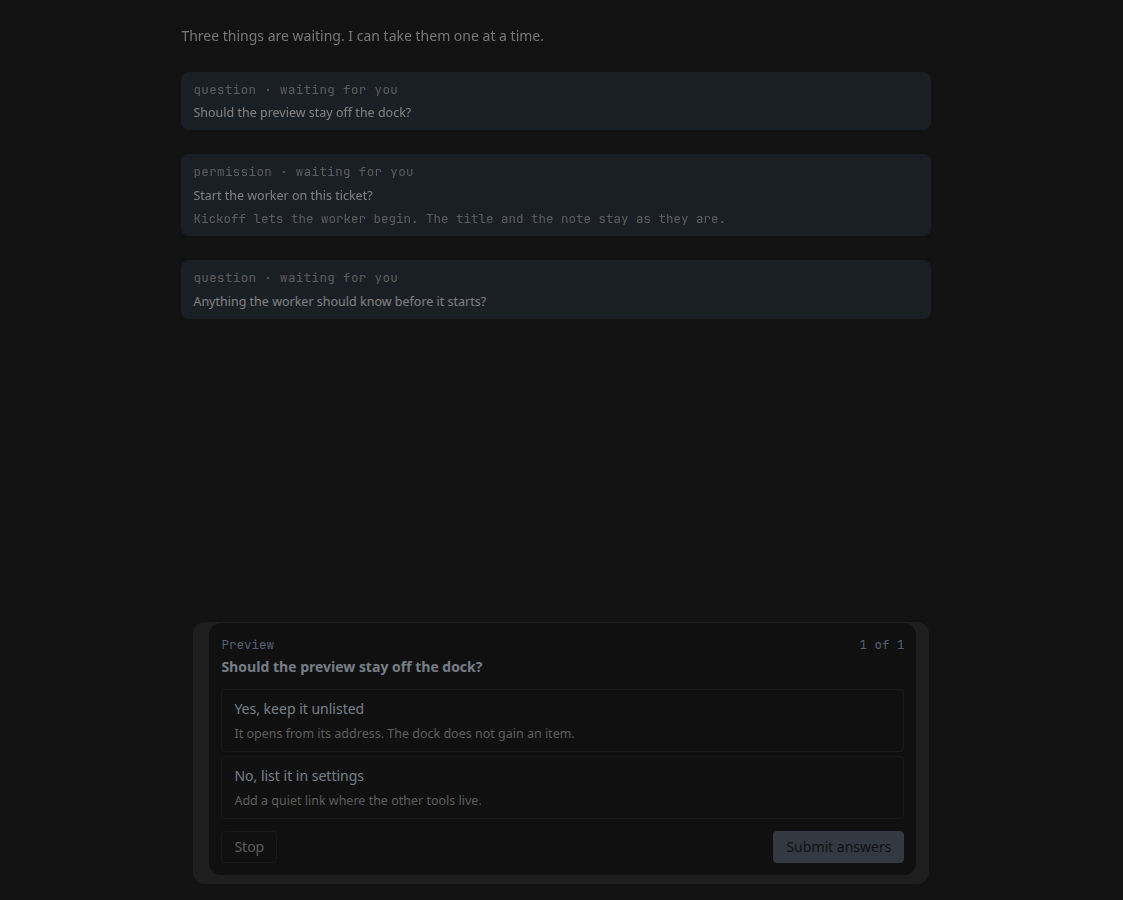 Three things are waiting. I can take them one at a time.
question · waiting for you
Should the preview stay off the dock?
permission · waiting for you
Start the worker on this ticket?
Kickoff lets the worker begin. The title and the note stay as they are.
question · waiting for you
Anything the worker should know before it starts?
Preview 1 of 1
Should the preview stay off the dock?
Yes, keep it unlisted
It opens from its address. The dock does not gain an item.
No, list it in settings
Add a quiet link where the other tools live.
Stop Submit answers